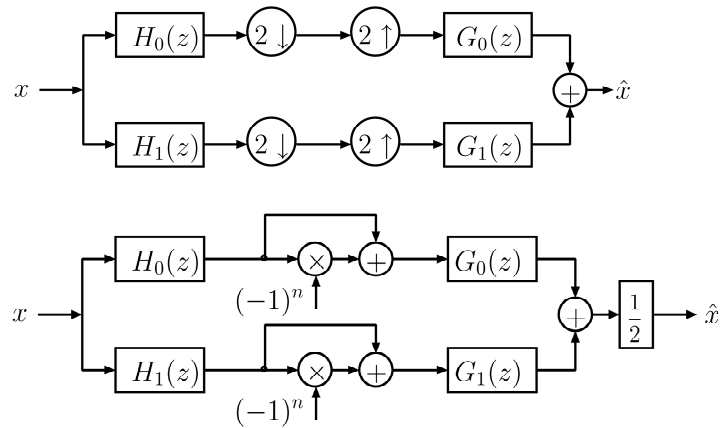 H₀(z) 2 ↓ 2 ↑ G₀(z)
x + x̂
H₁(z) 2 ↓ 2 ↑ G₁(z)
H₀(z) × + G₀(z)
(−1)ⁿ
x + 1/2 x̂
H₁(z) × + G₁(z)
(−1)ⁿ